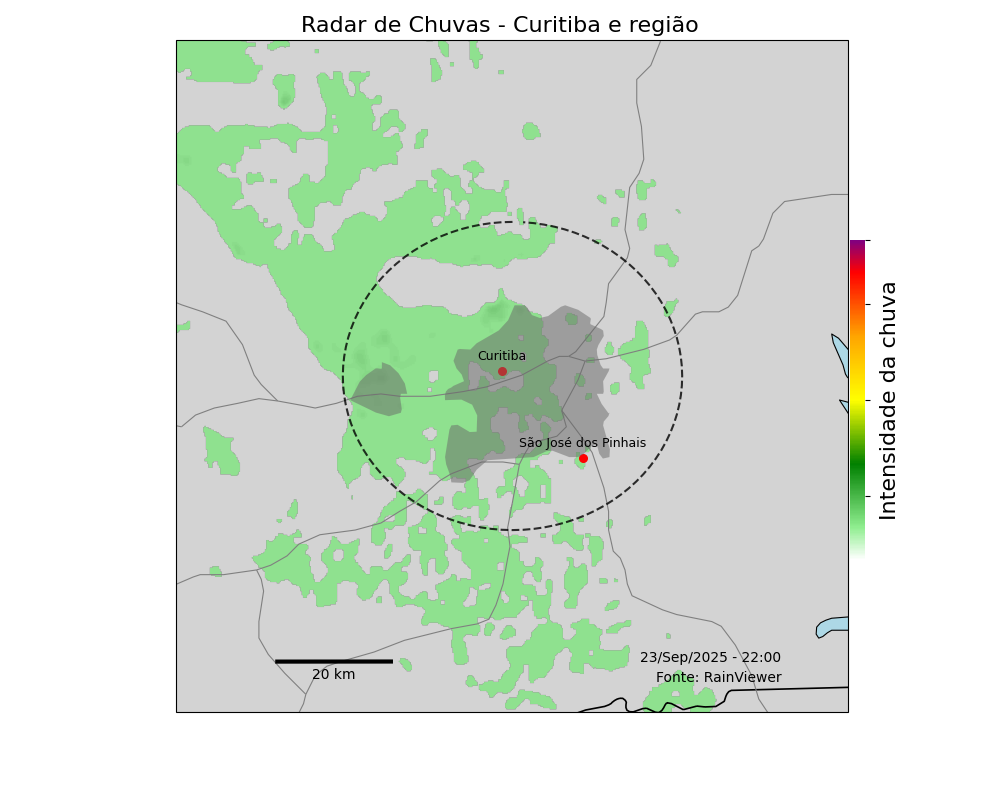 Radar de Chuvas - Curitiba e região
Curitiba
São José dos Pinhais
Intensidade da chuva
23/Sep/2025 - 22:00
Fonte: RainViewer
20 km